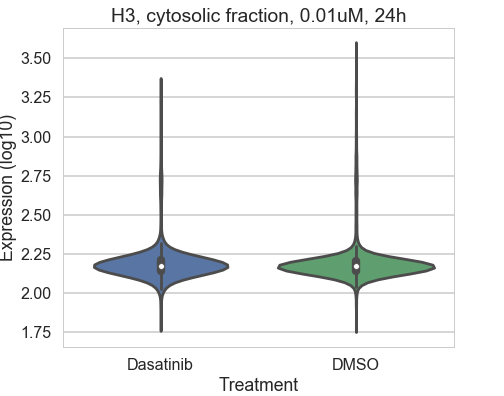 H3, cytosolic fraction, 0.01uM, 24h
Expression (log10)
3.50
3.25
3.00
2.75
2.50
2.25
2.00
1.75
Dasatinib DMSO
Treatment